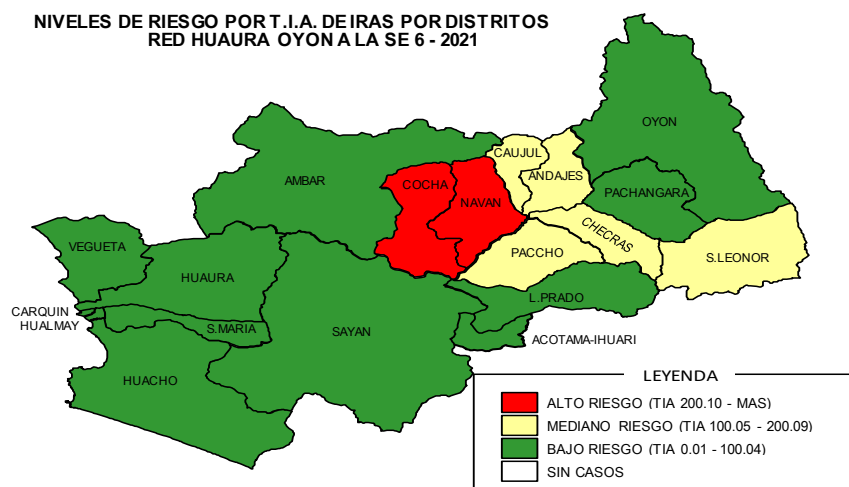 NIVELES DE RIESGO POR T.I.A. DE IRAS POR DISTRITOS
RED HUAURA OYON A LA SE 6 - 2021
OYON
CAUJUL
ANDAJES
AMBAR
COCHA
NAVAN
PACHANGARA
CHECRAS
VEGUETA
HUAURA
PACCHO
S.LEONOR
L.PRADO
CARQUIN
HUALMAY
S.MARIA
SAYAN
ACOTAMA-IHUARI
HUACHO
LEYENDA
ALTO RIESGO (TIA 200.10 - MAS)
MEDIANO RIESGO (TIA 100.05 - 200.09)
BAJO RIESGO (TIA 0.01 - 100.04)
SIN CASOS